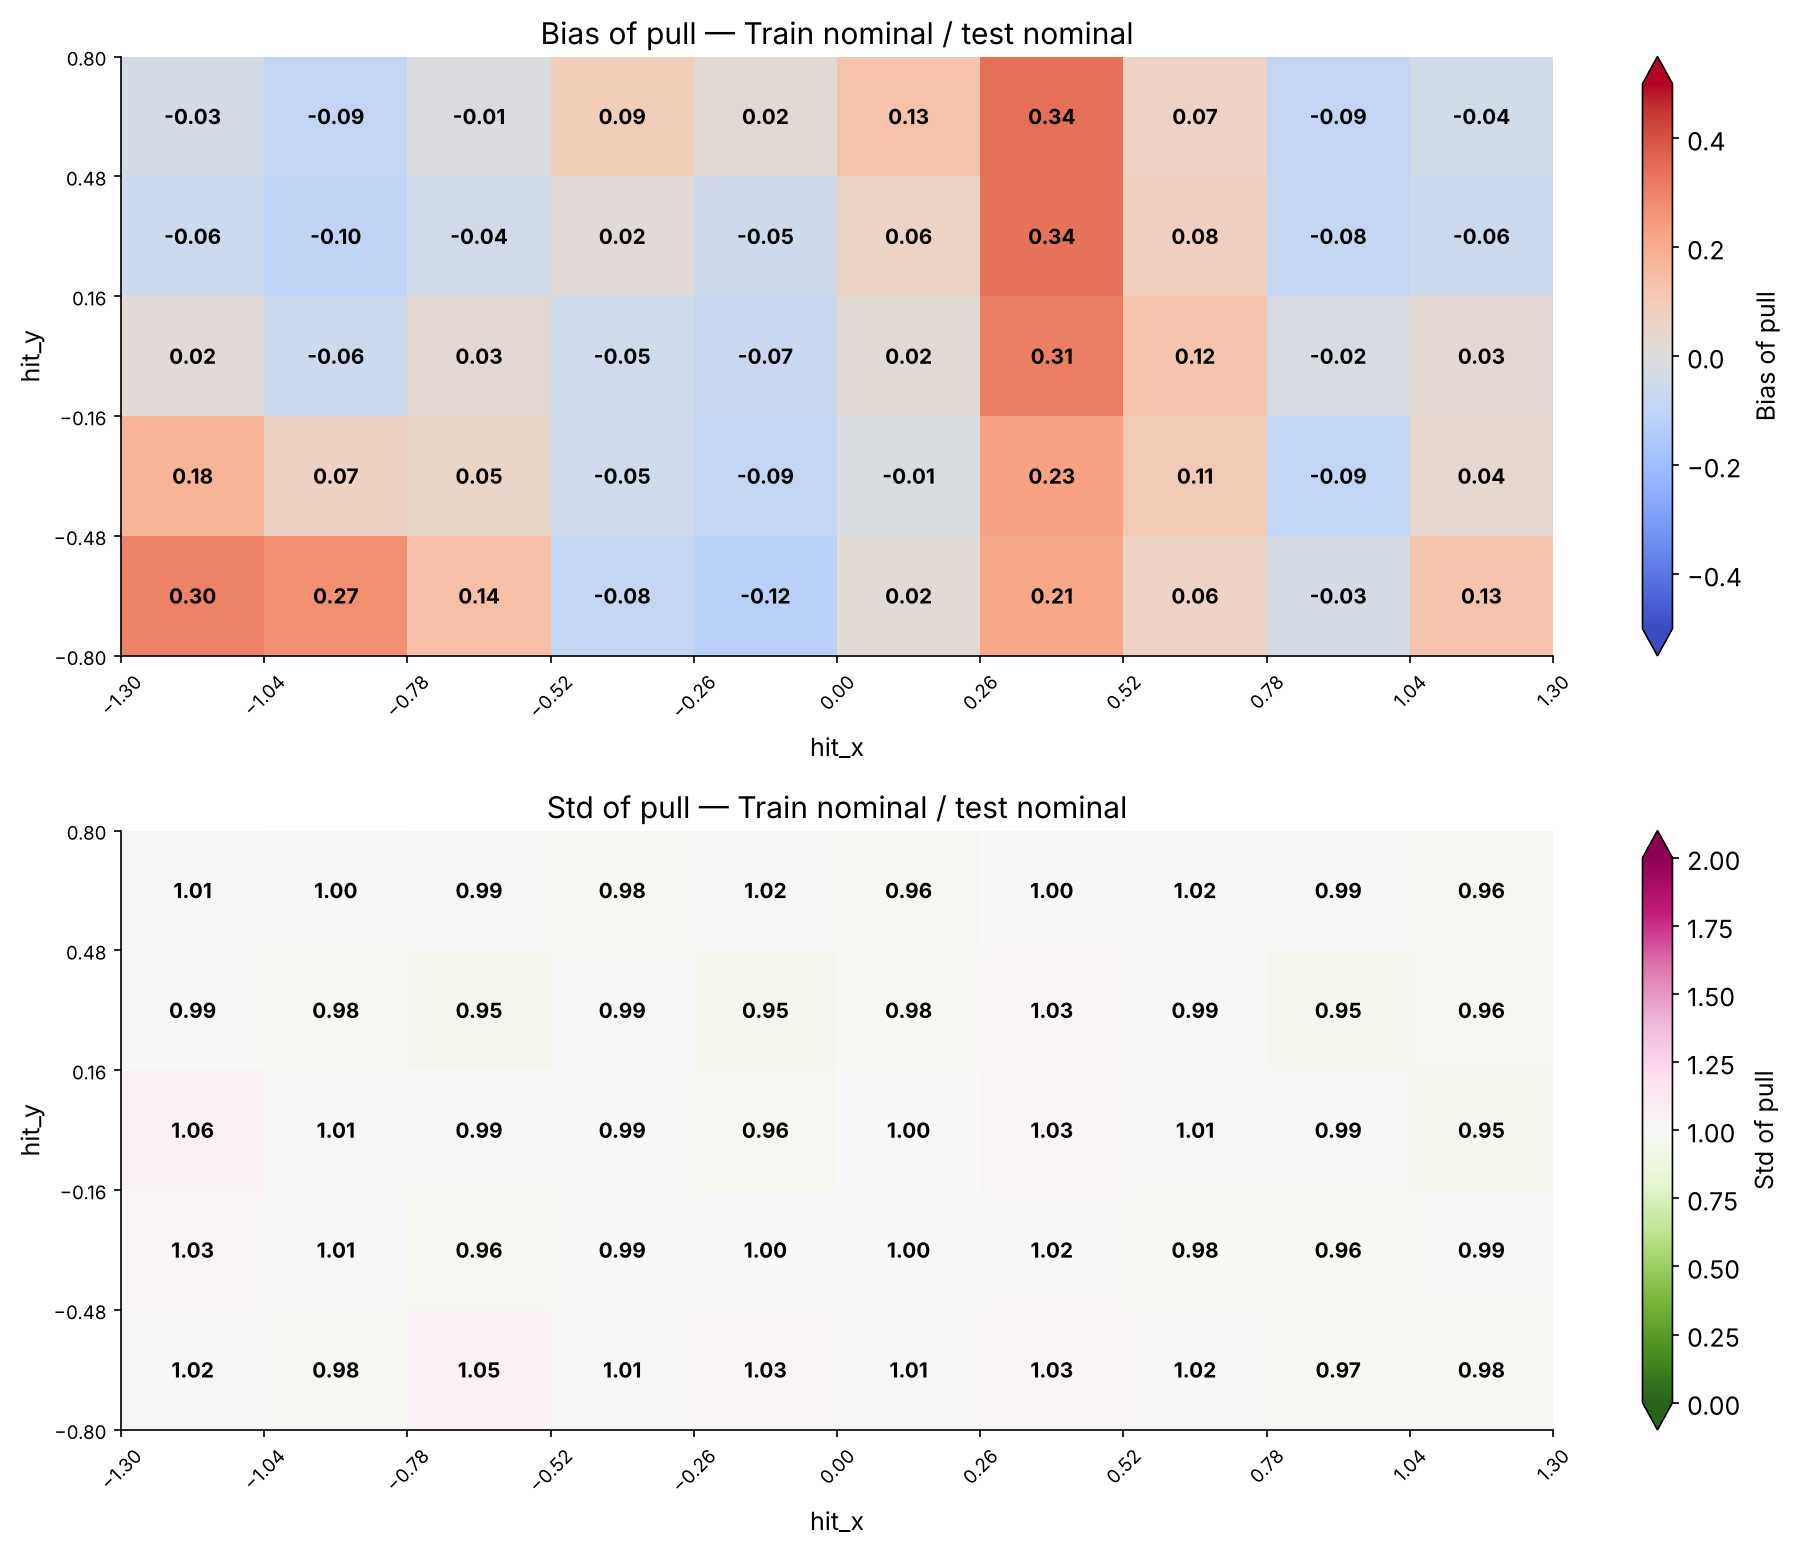 Bias of pull — Train nominal / test nominal
0.80
-0.03 -0.09 -0.01 0.09 0.02 0.13 0.34 0.07 -0.09 -0.04
0.48
-0.06 -0.10 -0.04 0.02 -0.05 0.06 0.34 0.08 -0.08 -0.06
0.16
0.02 -0.06 0.03 -0.05 -0.07 0.02 0.31 0.12 -0.02 0.03
−0.16
0.18 0.07 0.05 -0.05 -0.09 -0.01 0.23 0.11 -0.09 0.04
−0.48
0.30 0.27 0.14 -0.08 -0.12 0.02 0.21 0.06 -0.03 0.13
−0.80
hit_y
−1.30 −1.04 −0.78 −0.52 −0.26 0.00 0.26 0.52 0.78 1.04 1.30
hit_x
0.4
0.2
0.0
−0.2
−0.4
Bias of pull
Std of pull — Train nominal / test nominal
0.80
1.01 1.00 0.99 0.98 1.02 0.96 1.00 1.02 0.99 0.96
0.48
0.99 0.98 0.95 0.99 0.95 0.98 1.03 0.99 0.95 0.96
0.16
1.06 1.01 0.99 0.99 0.96 1.00 1.03 1.01 0.99 0.95
−0.16
1.03 1.01 0.96 0.99 1.00 1.00 1.02 0.98 0.96 0.99
−0.48
1.02 0.98 1.05 1.01 1.03 1.01 1.03 1.02 0.97 0.98
−0.80
hit_y
−1.30 −1.04 −0.78 −0.52 −0.26 0.00 0.26 0.52 0.78 1.04 1.30
hit_x
2.00
1.75
1.50
1.25
1.00
0.75
0.50
0.25
0.00
Std of pull